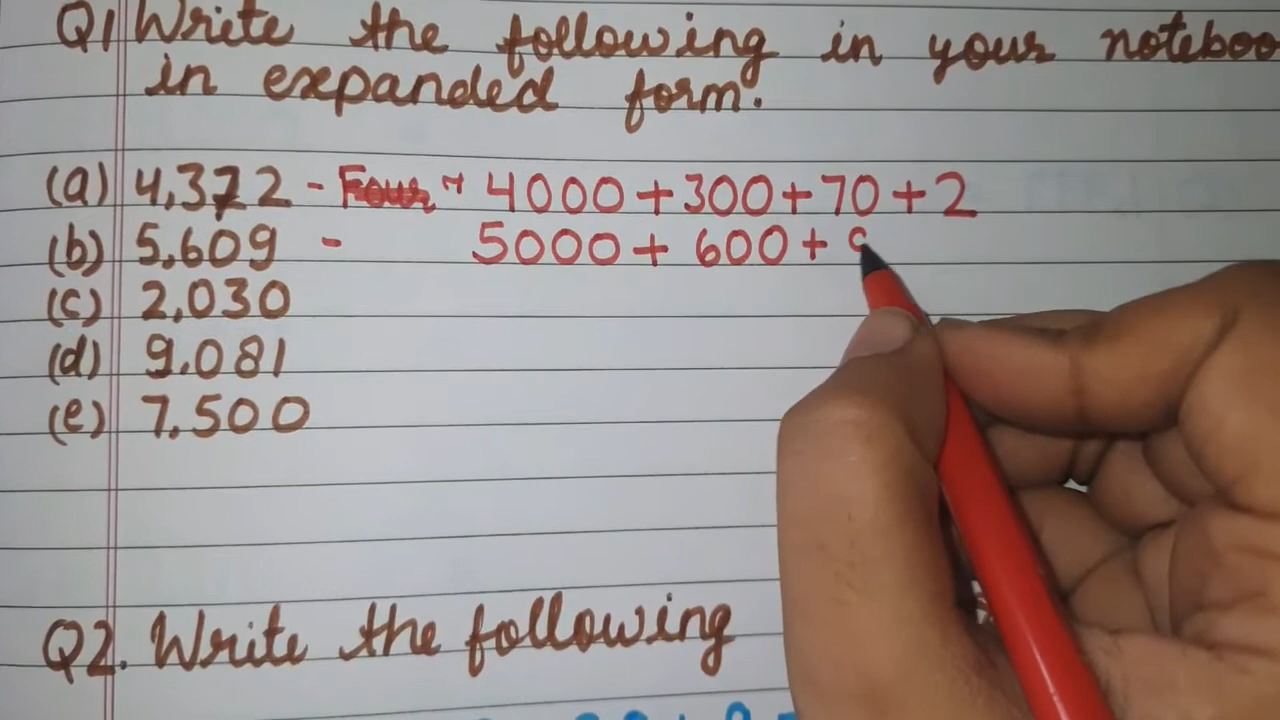 Q1 Write the following in your noteboo
in expanded form.
(a) 4,372 - Four - 4000+300+70+2
(b) 5,609 - 5000+ 600+ 9
(c) 2,030
(d) 9,081
(e) 7,500
Q2. Write the following